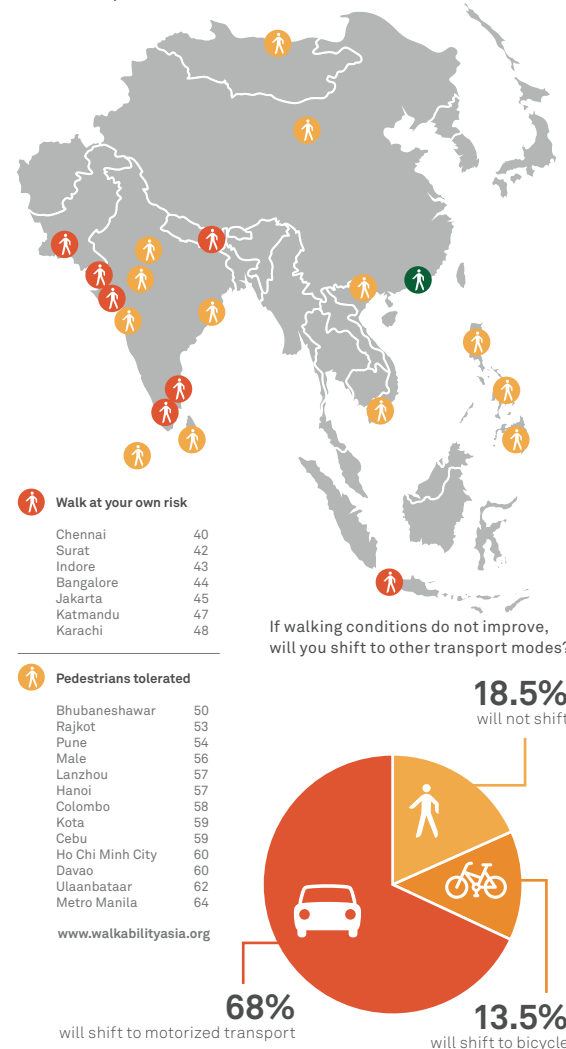 Walk at your own risk
Chennai 40
Surat 42
Indore 43
Bangalore 44
Jakarta 45
Katmandu 47
Karachi 48
Pedestrians tolerated
Bhubaneshawar 50
Rajkot 53
Pune 54
Male 56
Lanzhou 57
Hanoi 57
Colombo 58
Kota 59
Cebu 59
Ho Chi Minh City 60
Davao 60
Ulaanbataar 62
Metro Manila 64
www.walkabilityasia.org
If walking conditions do not improve,
will you shift to other transport modes?
18.5%
will not shift
68%
will shift to motorized transport
13.5%
will shift to bicycle